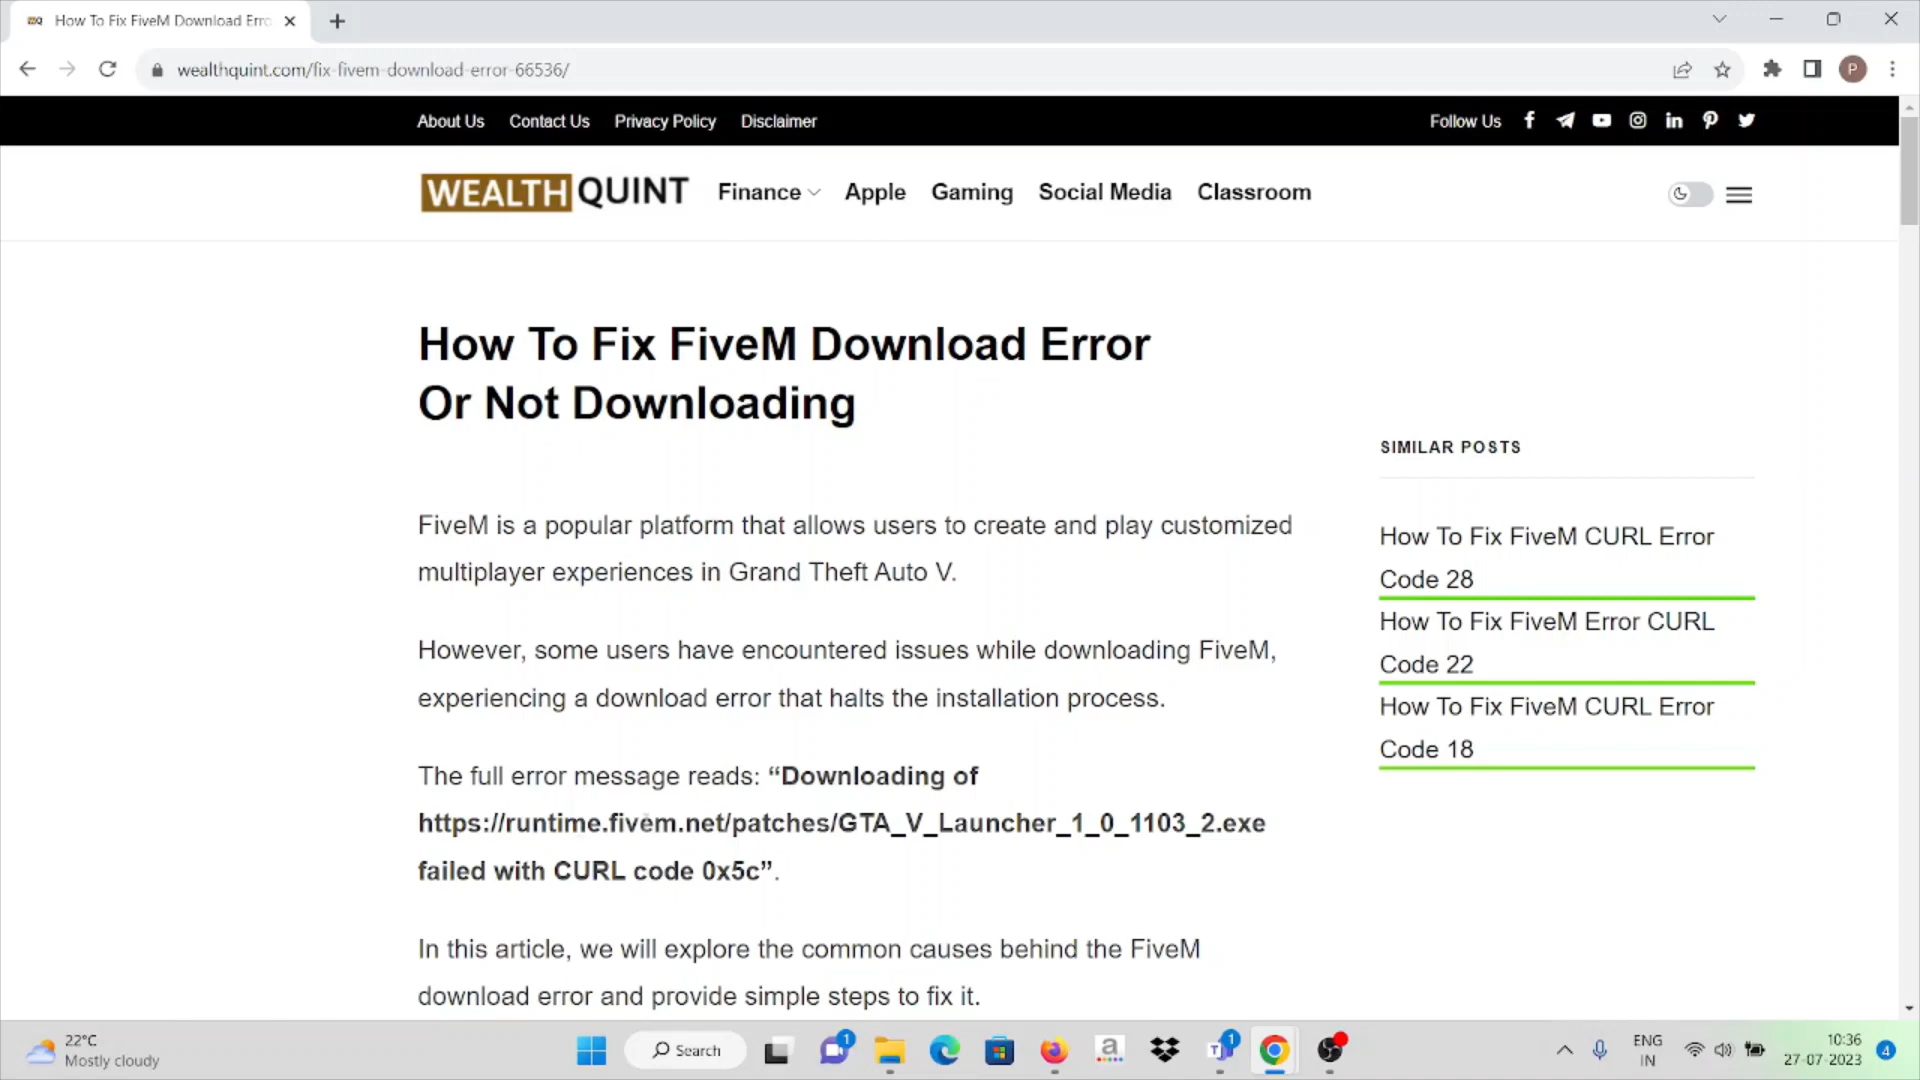 How To Fix FiveM Download Erro
wealthquint.com/fix-fivem-download-error-66536/
P
About Us Contact Us Privacy Policy Disclaimer
Follow Us
WEALTH QUINT
Finance Apple Gaming Social Media Classroom
How To Fix FiveM Download Error
Or Not Downloading
FiveM is a popular platform that allows users to create and play customized
multiplayer experiences in Grand Theft Auto V.
However, some users have encountered issues while downloading FiveM,
experiencing a download error that halts the installation process.
The full error message reads: “Downloading of
https://runtime.fivem.net/patches/GTA_V_Launcher_1_0_1103_2.exe
failed with CURL code 0x5c”.
In this article, we will explore the common causes behind the FiveM
download error and provide simple steps to fix it.
SIMILAR POSTS
How To Fix FiveM CURL Error
Code 28
How To Fix FiveM Error CURL
Code 22
How To Fix FiveM CURL Error
Code 18
22°C
Mostly cloudy
Search
1
a
1
ENG
IN
10:36
27-07-2023
4